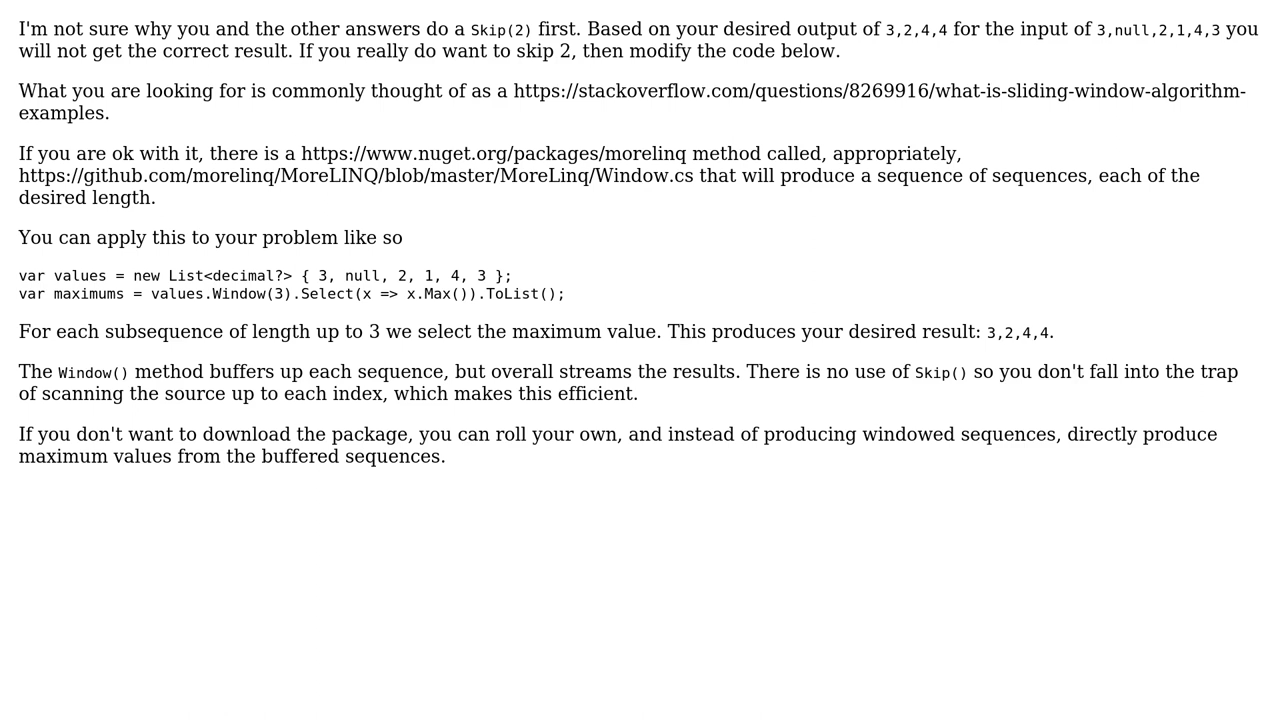 I'm not sure why you and the other answers do a Skip(2) first. Based on your desired output of 3,2,4,4 for the input of 3,null,2,1,4,3 you
will not get the correct result. If you really do want to skip 2, then modify the code below.
What you are looking for is commonly thought of as a https://stackoverflow.com/questions/8269916/what-is-sliding-window-algorithm-
examples.
If you are ok with it, there is a https://www.nuget.org/packages/morelinq method called, appropriately,
https://github.com/morelinq/MoreLINQ/blob/master/MoreLinq/Window.cs that will produce a sequence of sequences, each of the
desired length.
You can apply this to your problem like so
var values = new List<decimal?> { 3, null, 2, 1, 4, 3 };
var maximums = values.Window(3).Select(x => x.Max()).ToList();
For each subsequence of length up to 3 we select the maximum value. This produces your desired result: 3,2,4,4.
The Window() method buffers up each sequence, but overall streams the results. There is no use of Skip() so you don't fall into the trap
of scanning the source up to each index, which makes this efficient.
If you don't want to download the package, you can roll your own, and instead of producing windowed sequences, directly produce
maximum values from the buffered sequences.